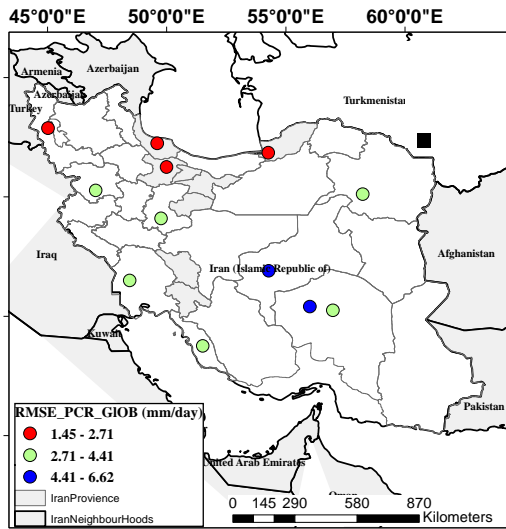 45°0'0"E 50°0'0"E 55°0'0"E 60°0'0"E
Armenia
Azerbaijan
Azerbaijan
Turkey
Turkmenistan
Iraq
Iran (Islamic Republic of)
Afghanistan
Kuwait
Pakistan
United Arab Emirates
Oman
RMSE_PCR_GlOB (mm/day)
1.45 - 2.71
2.71 - 4.41
4.41 - 6.62
IranProvience
IranNeighbourHoods
0 145 290 580 870
Kilometers